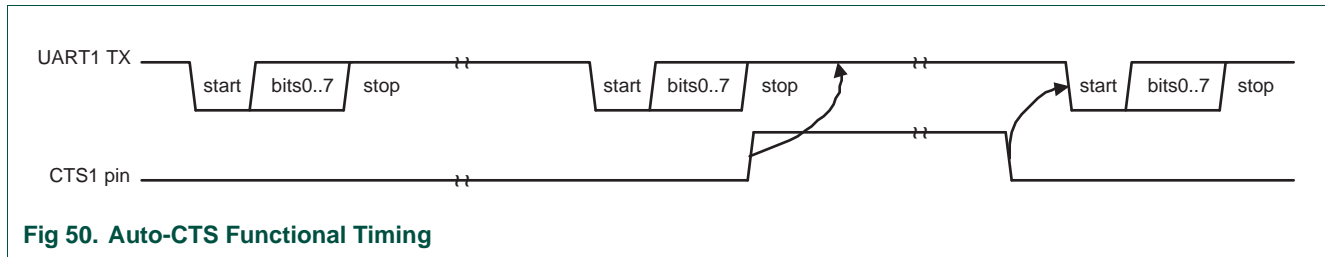 UART1 TX
start bits0..7 stop start bits0..7 stop start bits0..7 stop
CTS1 pin
Fig 50. Auto-CTS Functional Timing